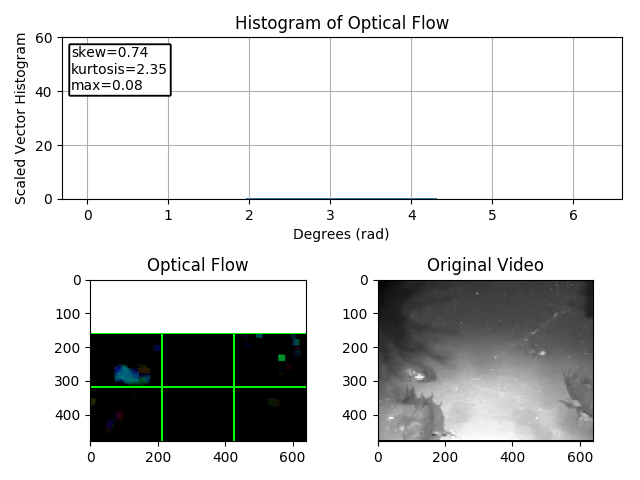 Histogram of Optical Flow
Scaled Vector Histogram
60
40
20
0
skew=0.74
kurtosis=2.35
max=0.08
0 1 2 3 4 5 6
Degrees (rad)
Optical Flow
0
100
200
300
400
0 200 400 600
Original Video
0
100
200
300
400
0 200 400 600